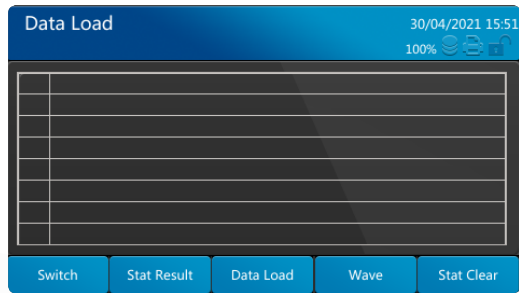 Data Load
30/04/2021 15:51
100%
Switch
Stat Result
Data Load
Wave
Stat Clear